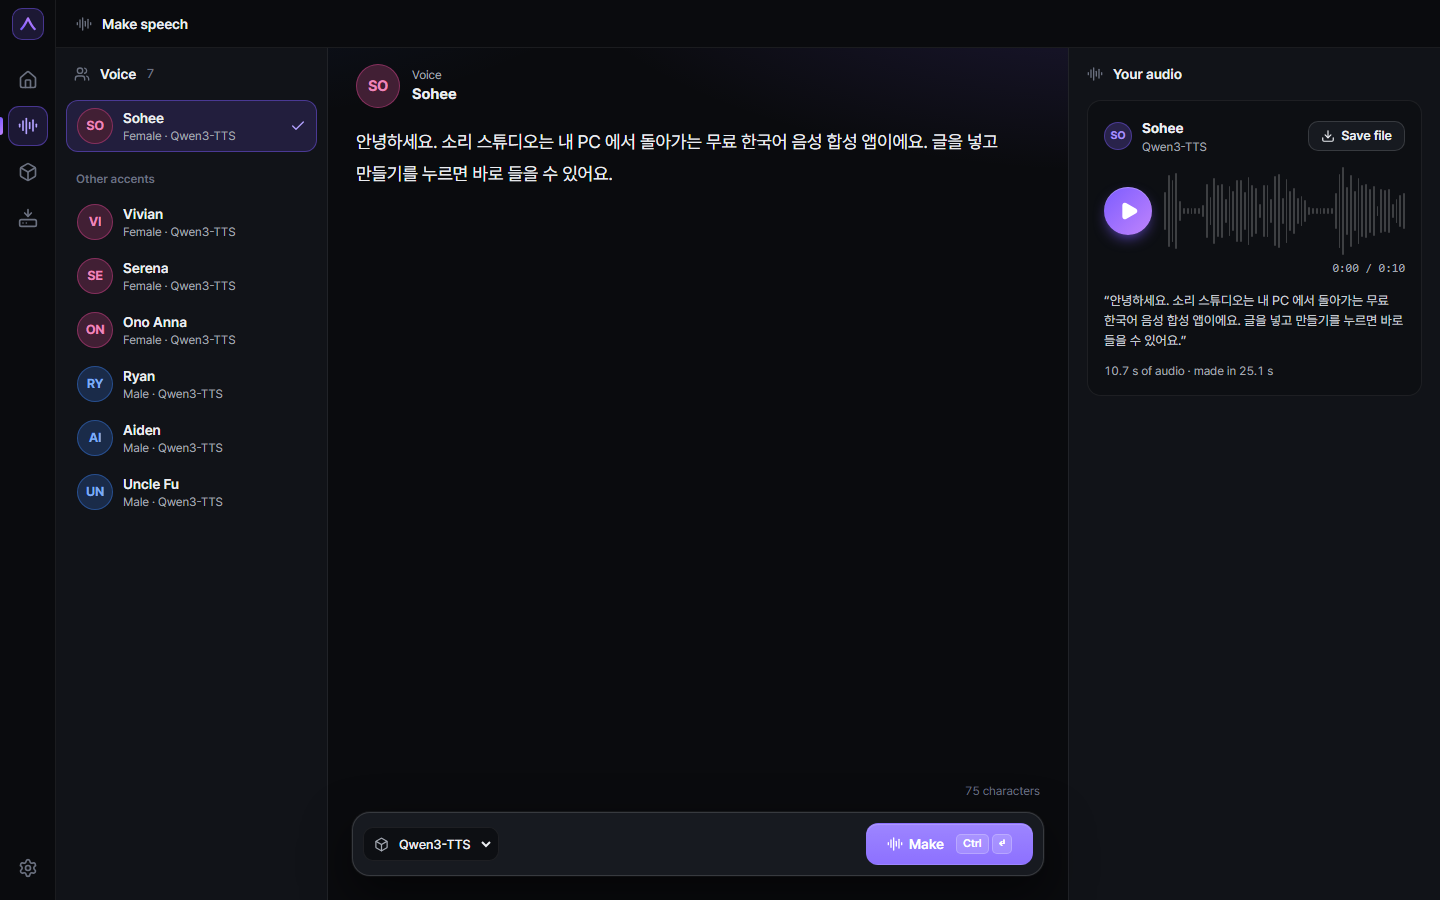 Make speech
Voice 7
SO
Sohee
Female · Qwen3-TTS
Other accents
VI
Vivian
Female · Qwen3-TTS
SE
Serena
Female · Qwen3-TTS
ON
Ono Anna
Female · Qwen3-TTS
RY
Ryan
Male · Qwen3-TTS
AI
Aiden
Male · Qwen3-TTS
UN
Uncle Fu
Male · Qwen3-TTS
SO
Voice
Sohee
안녕하세요. 소리 스튜디오는 내 PC 에서 돌아가는 무료 한국어 음성 합성 앱이에요. 글을 넣고
만들기를 누르면 바로 들을 수 있어요.
75 characters
Qwen3-TTS
Make Ctrl ⏎
Your audio
SO
Sohee
Qwen3-TTS
Save file
0:00 / 0:10
“안녕하세요. 소리 스튜디오는 내 PC 에서 돌아가는 무료
한국어 음성 합성 앱이에요. 글을 넣고 만들기를 누르면 바로
들을 수 있어요.”
10.7 s of audio · made in 25.1 s